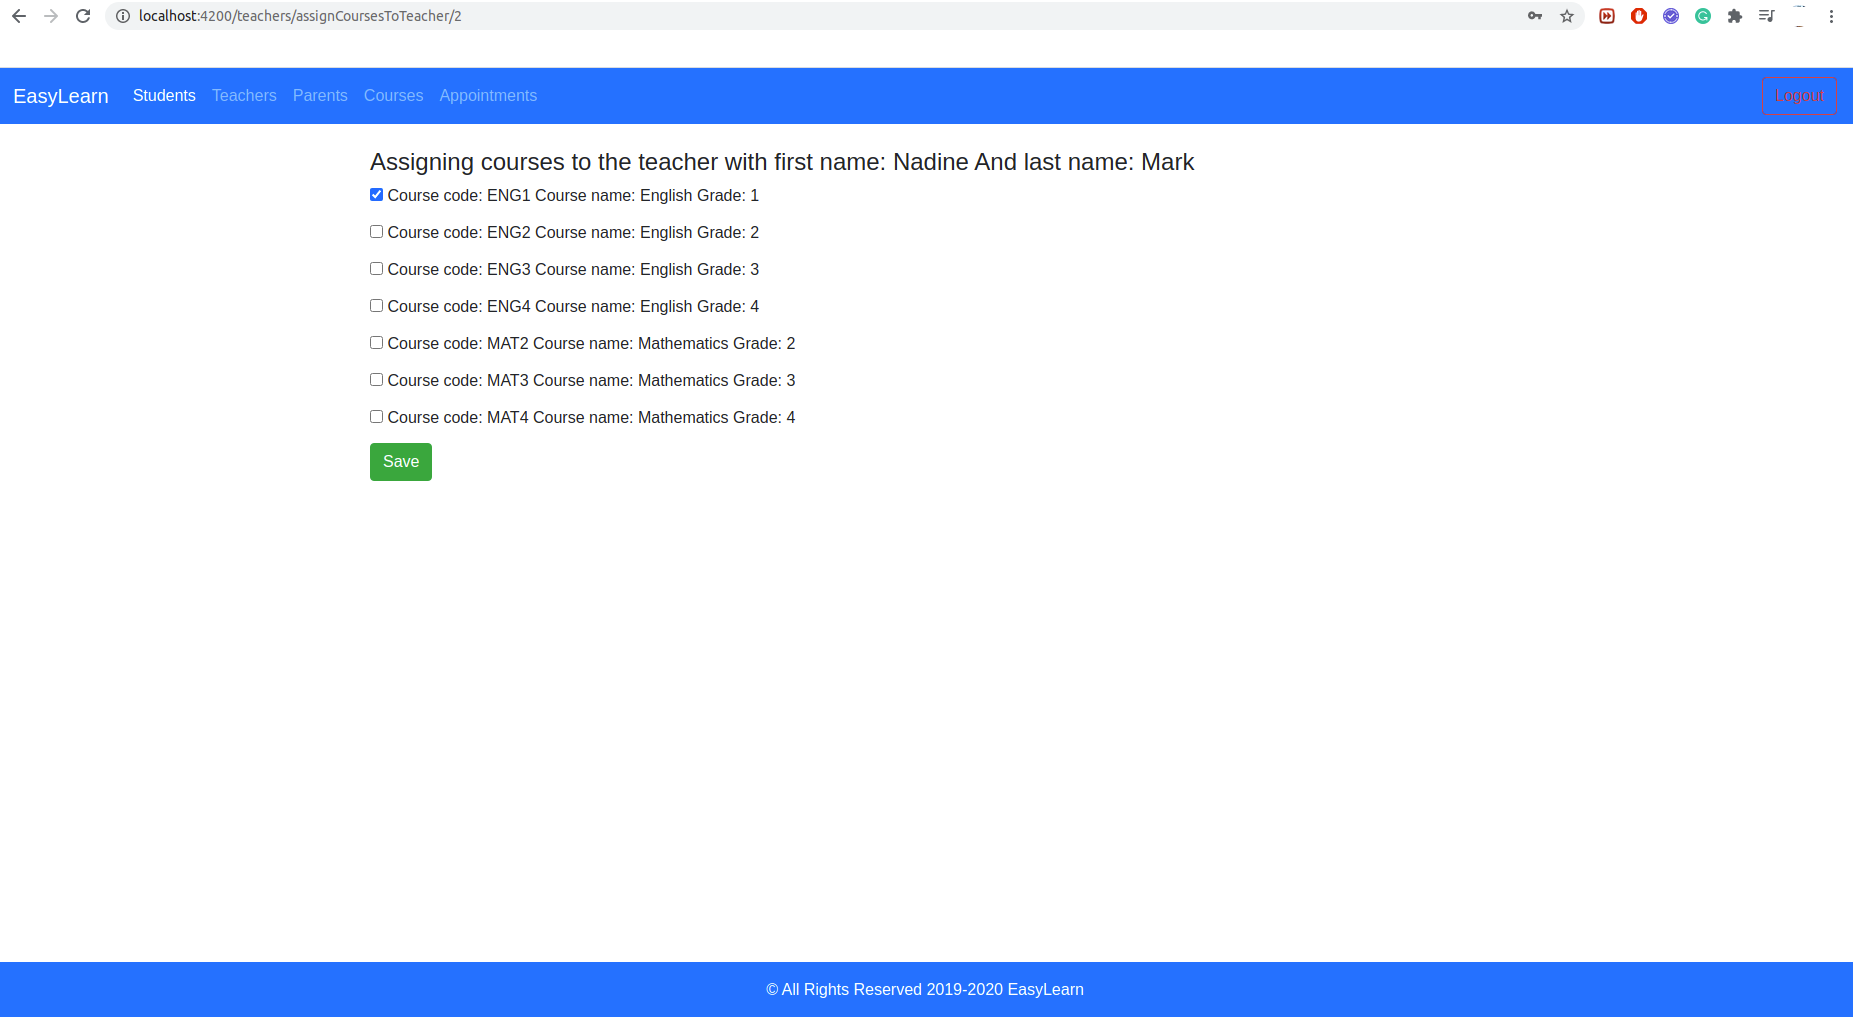 localhost:4200/teachers/assignCoursesToTeacher/2
EasyLearn Students Teachers Parents Courses Appointments Logout
Assigning courses to the teacher with first name: Nadine And last name: Mark
Course code: ENG1 Course name: English Grade: 1
Course code: ENG2 Course name: English Grade: 2
Course code: ENG3 Course name: English Grade: 3
Course code: ENG4 Course name: English Grade: 4
Course code: MAT2 Course name: Mathematics Grade: 2
Course code: MAT3 Course name: Mathematics Grade: 3
Course code: MAT4 Course name: Mathematics Grade: 4
Save
© All Rights Reserved 2019-2020 EasyLearn